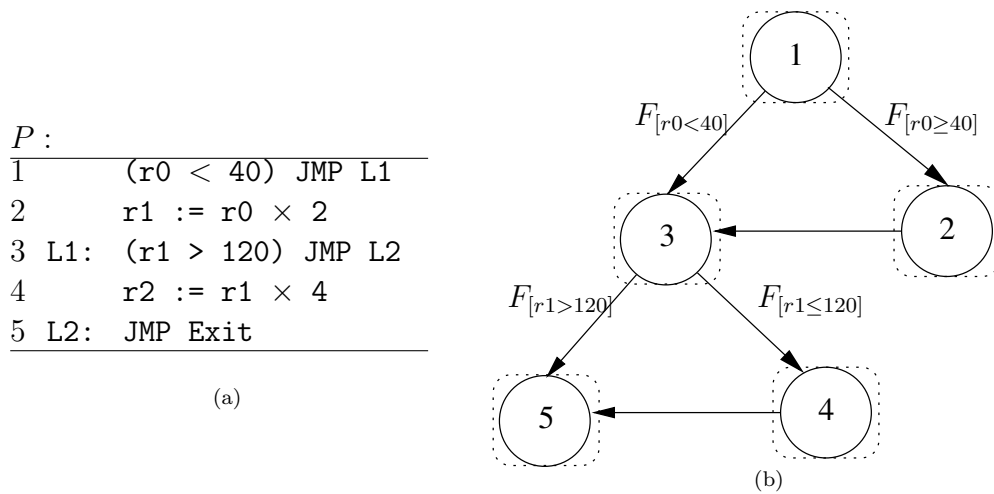 P :
1 (r0 < 40) JMP L1
2 r1 := r0 × 2
3 L1: (r1 > 120) JMP L2
4 r2 := r1 × 4
5 L2: JMP Exit
(a)
1
F[r0<40]
F[r0≥40]
3
2
F[r1>120]
F[r1≤120]
5
4
(b)